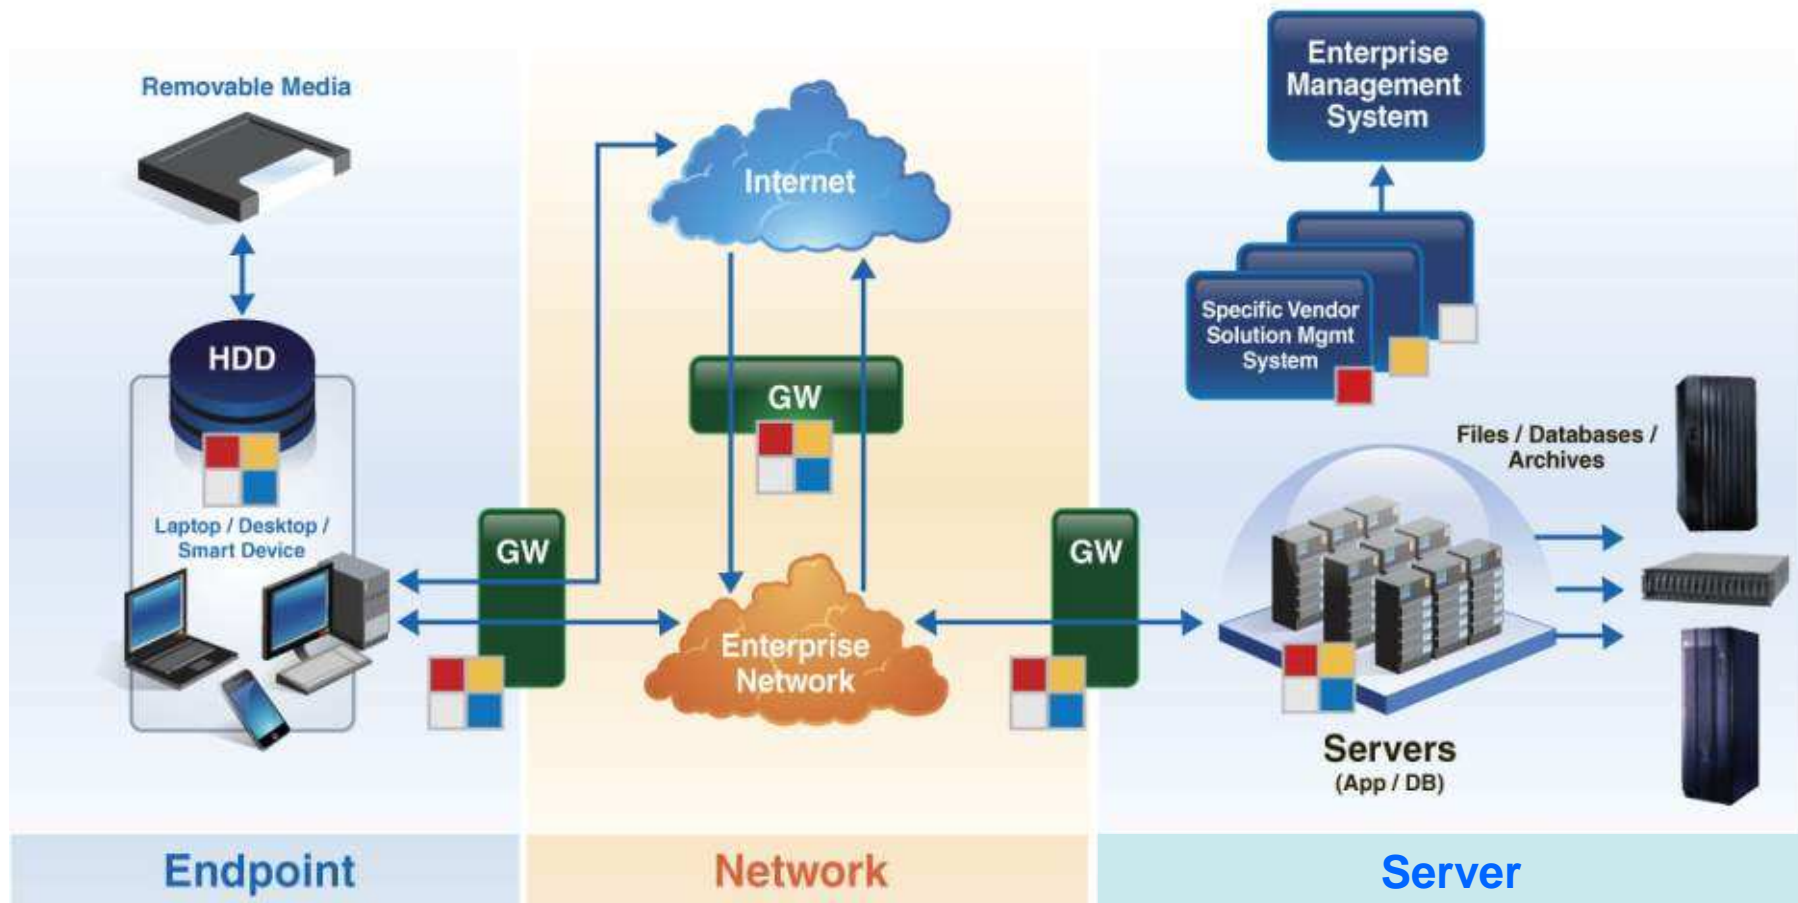 Removable Media
HDD
Laptop / Desktop /
Smart Device
GW
Internet
GW
Enterprise
Network
GW
Enterprise
Management
System
Specific Vendor
Solution Mgmt
System
Files / Databases /
Archives
Servers
(App / DB)
Endpoint
Network
Server